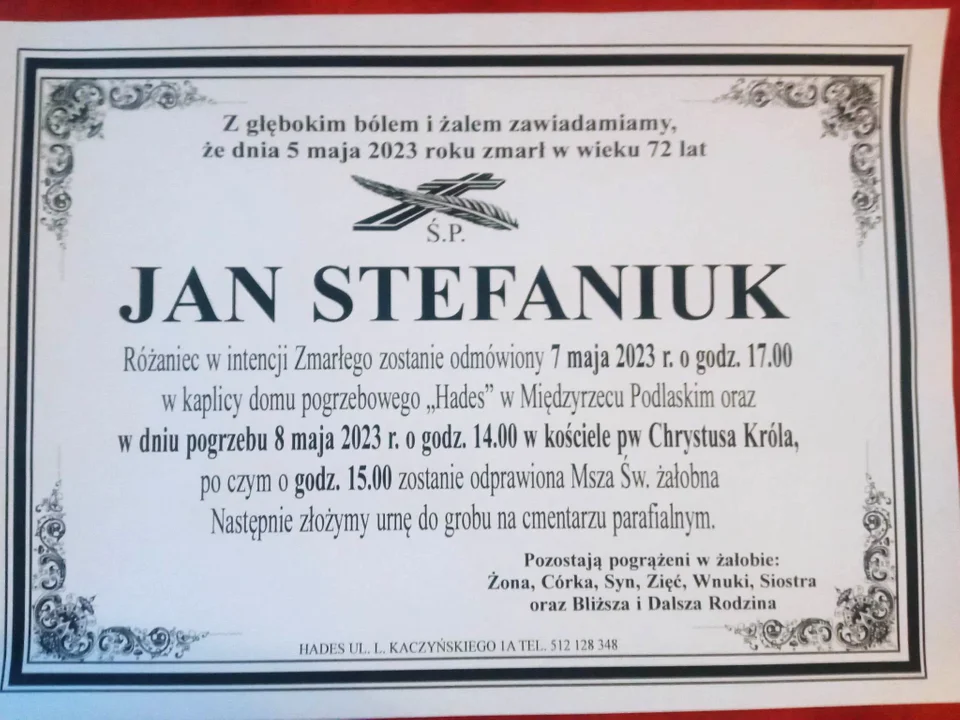 Z głębokim bólem i żalem zawiadamiamy,
że dnia 5 maja 2023 roku zmarł w wieku 72 lat
Ś.P.
JAN STEFANIUK
Różaniec w intencji Zmarłego zostanie odmówiony 7 maja 2023 r. o godz. 17.00
w kaplicy domu pogrzebowego „Hades” w Międzyrzecu Podlaskim oraz
w dniu pogrzebu 8 maja 2023 r. o godz. 14.00 w kościele pw Chrystusa Króla,
po czym o godz. 15.00 zostanie odprawiona Msza Św. żałobna
Następnie złożymy urnę do grobu na cmentarzu parafialnym.
Pozostają pogrążeni w żałobie:
Żona, Córka, Syn, Zięć, Wnuki, Siostra
oraz Bliższa i Dalsza Rodzina
HADES UL. L. KACZYŃSKIEGO 1A TEL. 512 128 348